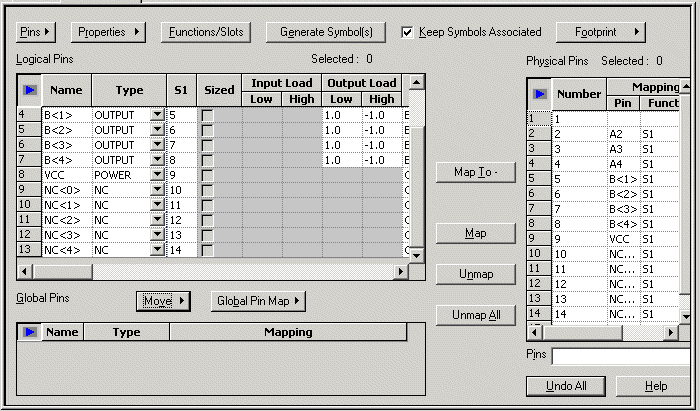 Pins Properties Functions/Slots Generate Symbol(s) Keep Symbols Associated Footprint
Logical Pins Selected : 0
Name Type S1 Sized Input Load Output Load
Low High Low High
4 B<1> OUTPUT 5 1.0 -1.0
5 B<2> OUTPUT 6 1.0 -1.0
6 B<3> OUTPUT 7 1.0 -1.0
7 B<4> OUTPUT 8 1.0 -1.0
8 VCC POWER 9
9 NC<0> NC 10
10 NC<1> NC 11
11 NC<2> NC 12
12 NC<3> NC 13
13 NC<4> NC 14
Global Pins Move Global Pin Map
Name Type Mapping
Map To -
Map
Unmap
Unmap All
Physical Pins Selected : 0
Number Mapping
Pin Funct
1 1
2 2 A2 S1
3 3 A3 S1
4 4 A4 S1
5 5 B<1> S1
6 6 B<2> S1
7 7 B<3> S1
8 8 B<4> S1
9 9 VCC S1
10 10 NC... S1
11 11 NC... S1
12 12 NC... S1
13 13 NC... S1
14 14 NC... S1
Pins
Undo All Help